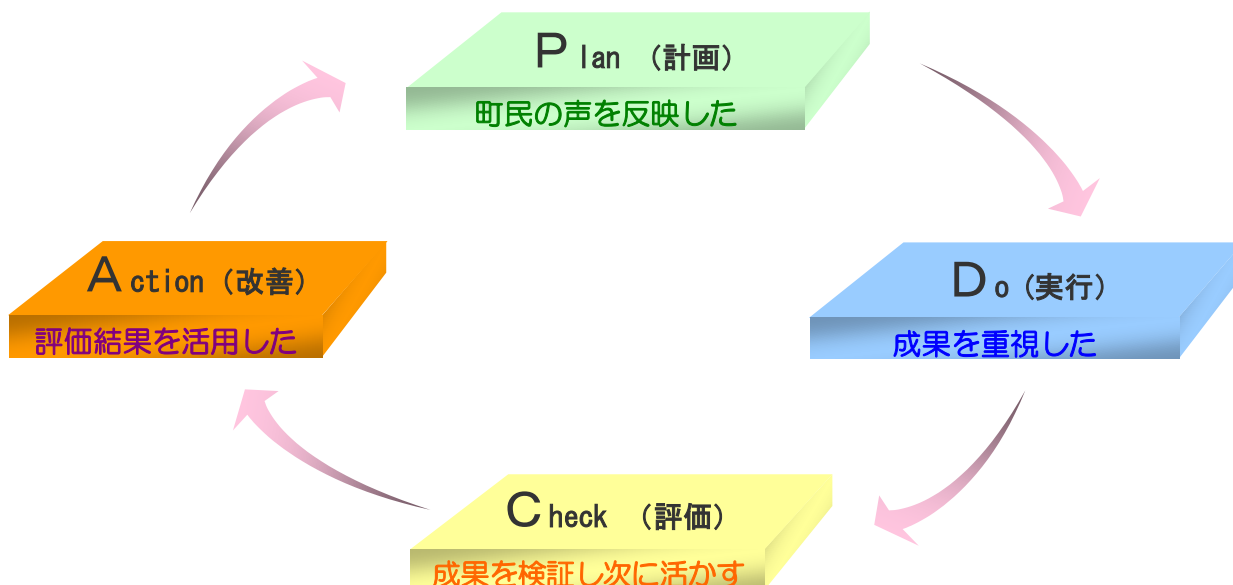 Plan （計画）
町民の声を反映した
Do（実行）
成果を重視した
Check （評価）
成果を検証し次に活かす
Action（改善）
評価結果を活用した